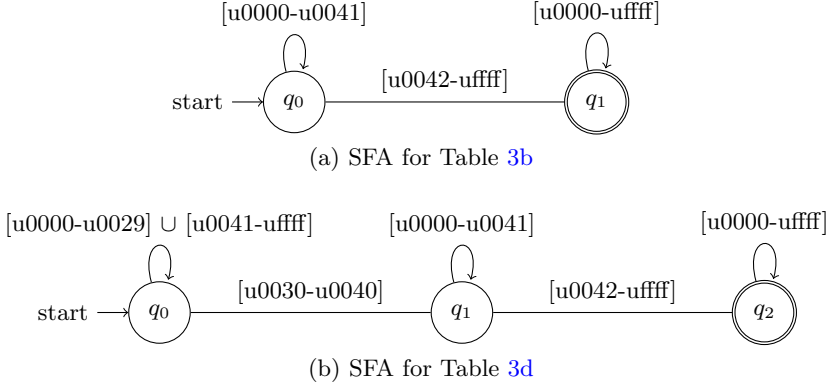 [u0000-u0041] [u0000-uffff]
[u0042-uffff]
start q0 q1
(a) SFA for Table 3b
[u0000-u0029] ∪ [u0041-uffff] [u0000-u0041] [u0000-uffff]
[u0030-u0040] [u0042-uffff]
start q0 q1 q2
(b) SFA for Table 3d